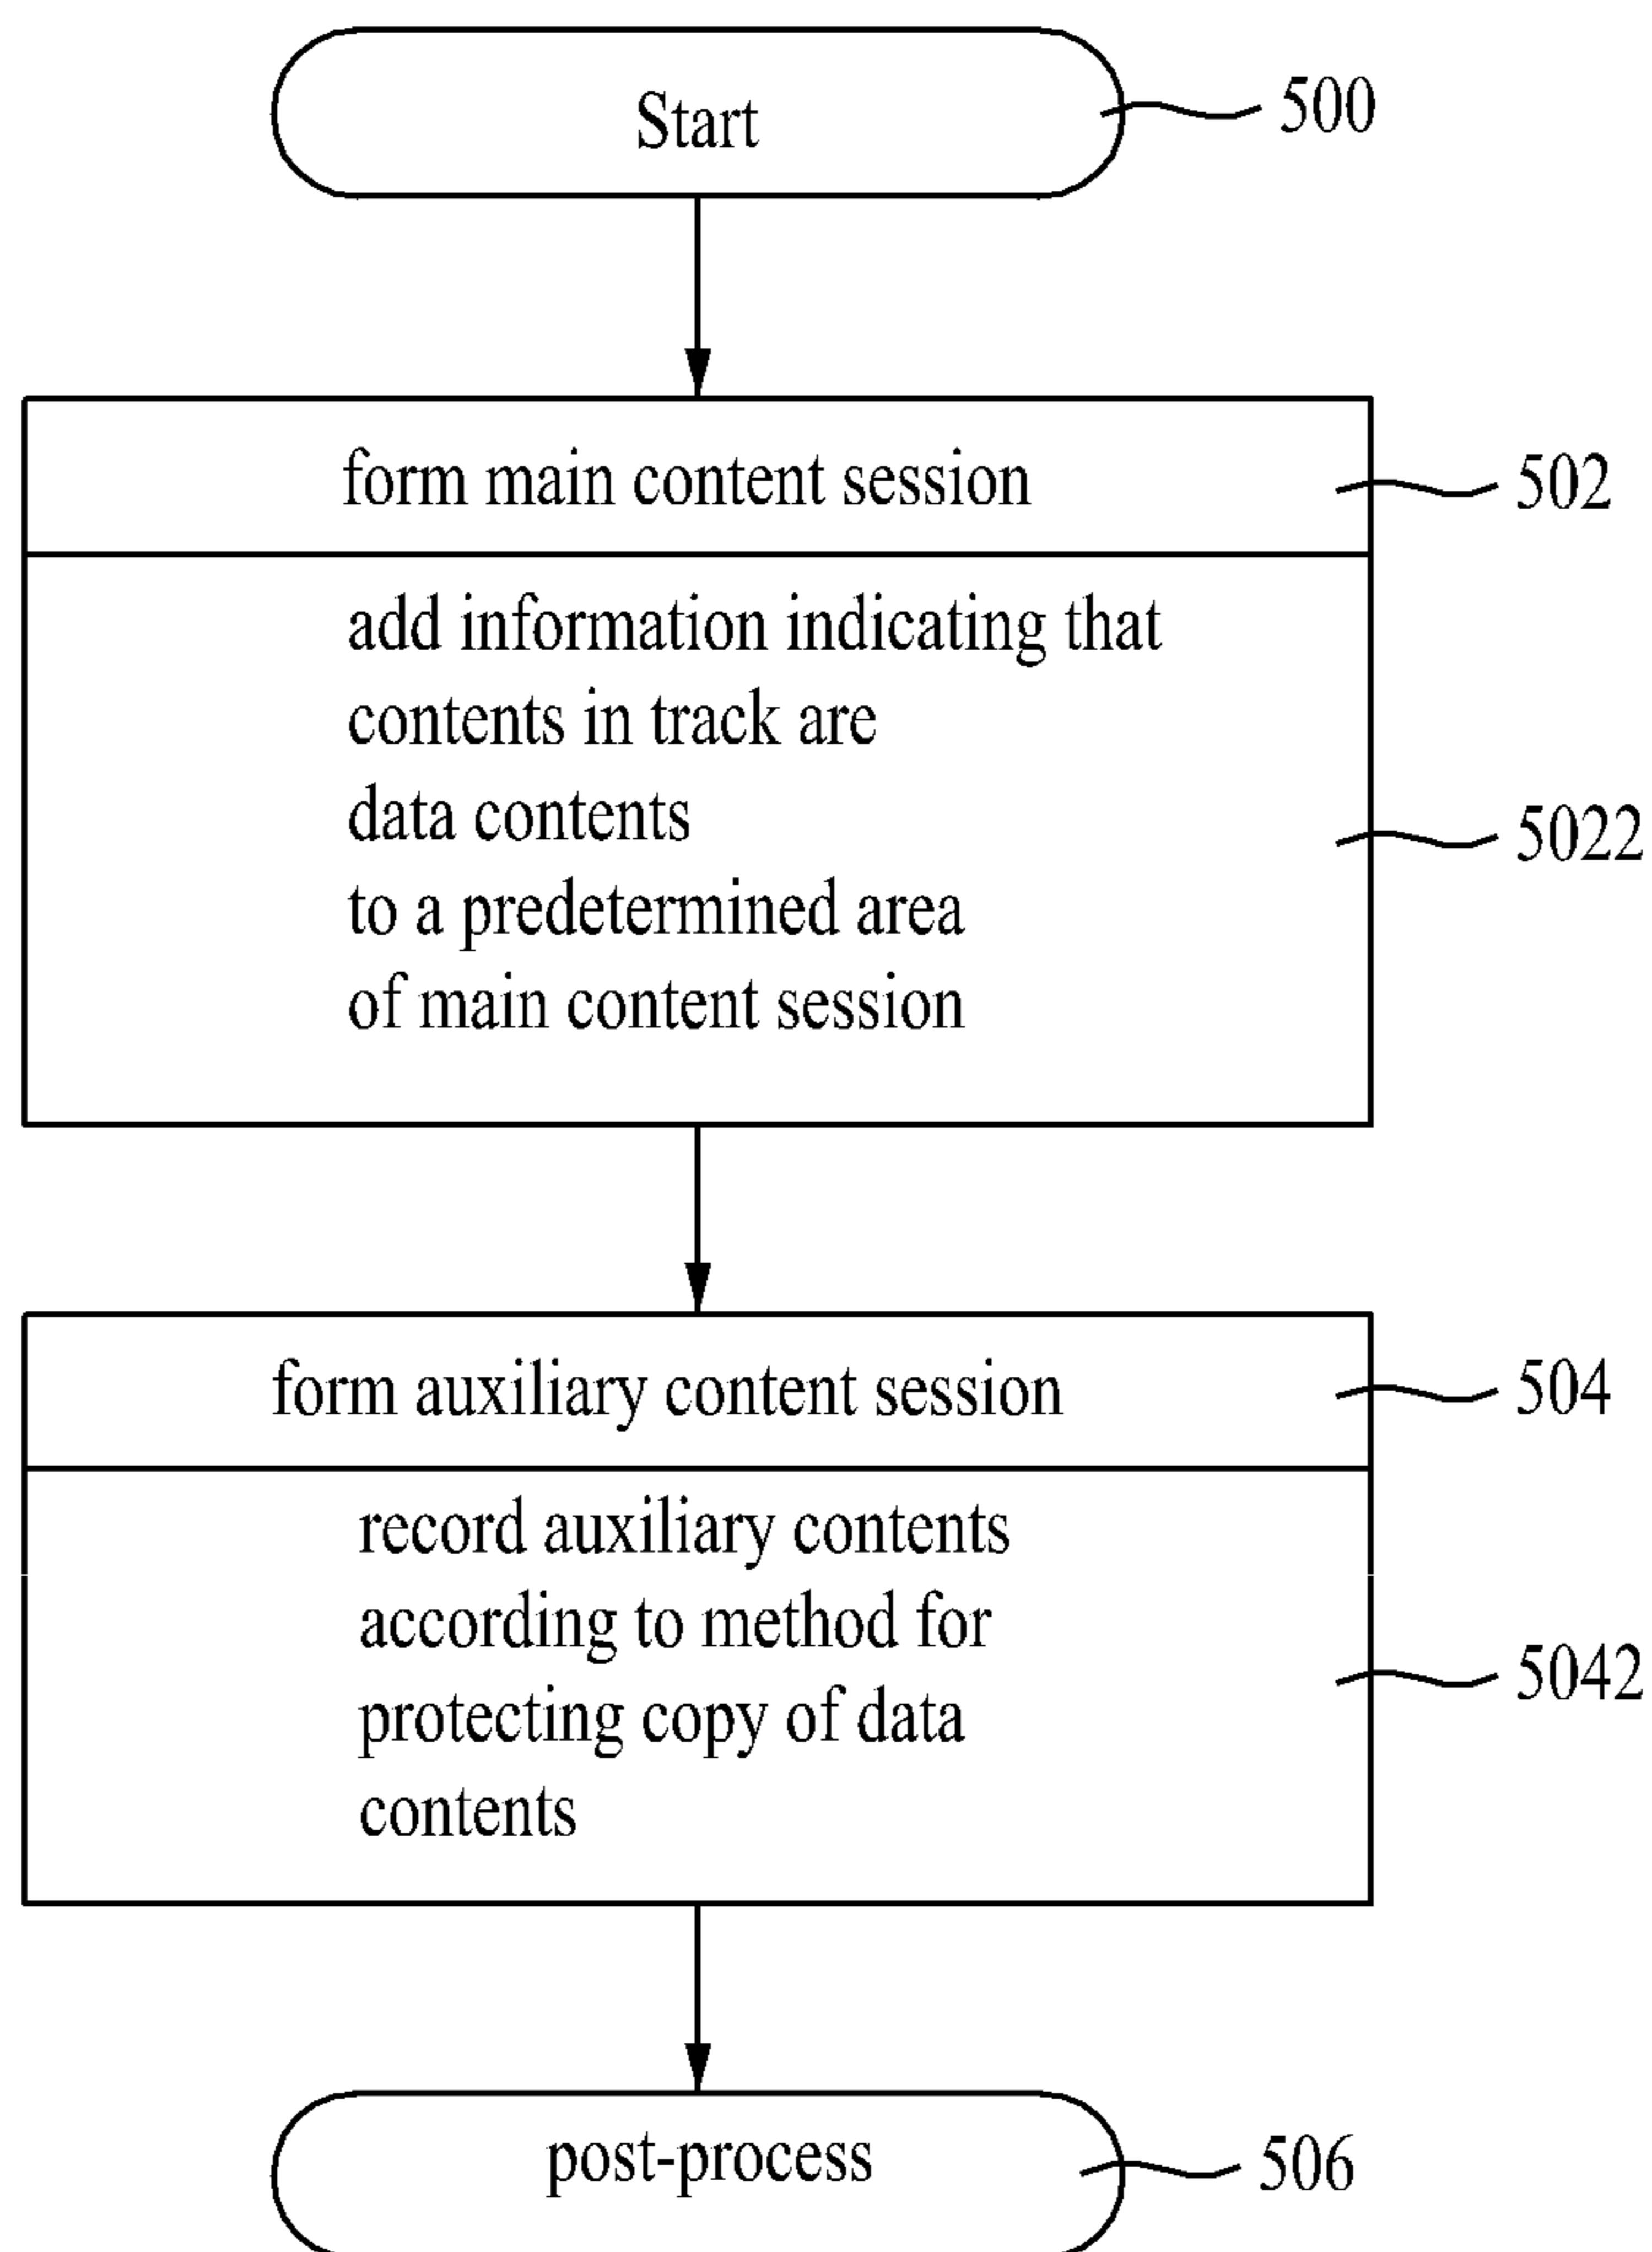 Start
500
form main content session
502
add information indicating that
contents in track are
data contents
5022
to a predetermined area
of main content session
form auxiliary content session
504
record auxiliary contents
according to method for
5042
protecting copy of data
contents
post-process
506